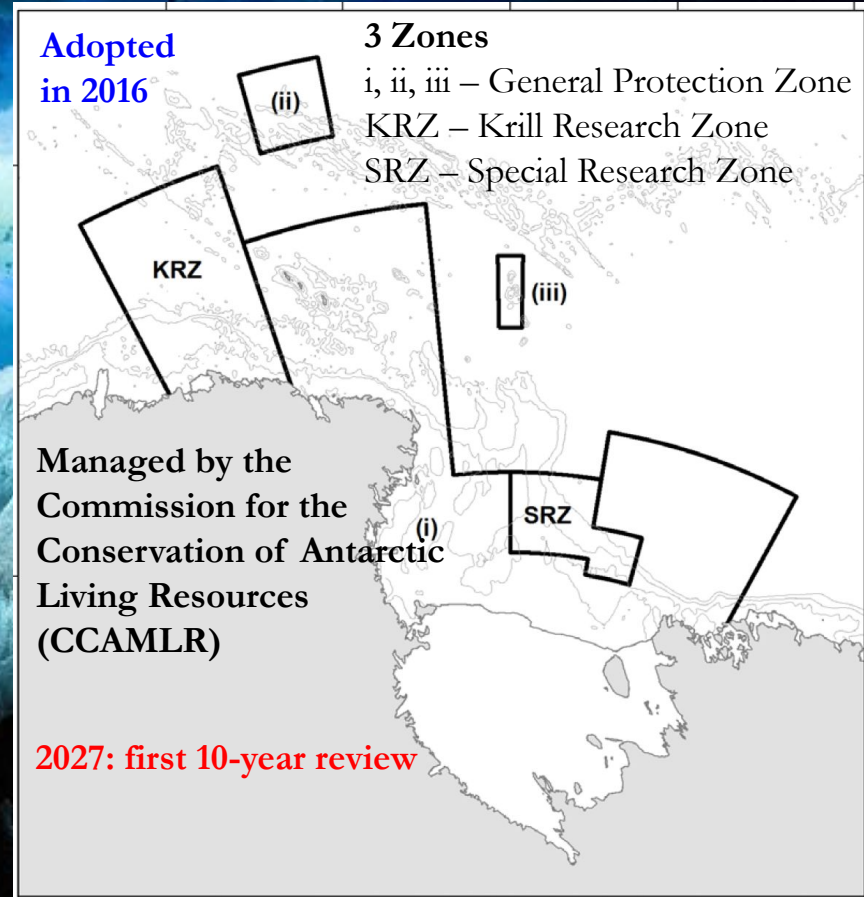 Adopted
in 2016
3 Zones
i, ii, iii – General Protection Zone
KRZ – Krill Research Zone
SRZ – Special Research Zone
(ii)
KRZ
(iii)
Managed by the
Commission for the
Conservation of Antarctic
Living Resources
(CCAMLR)
(i)
SRZ
2027: first 10-year review